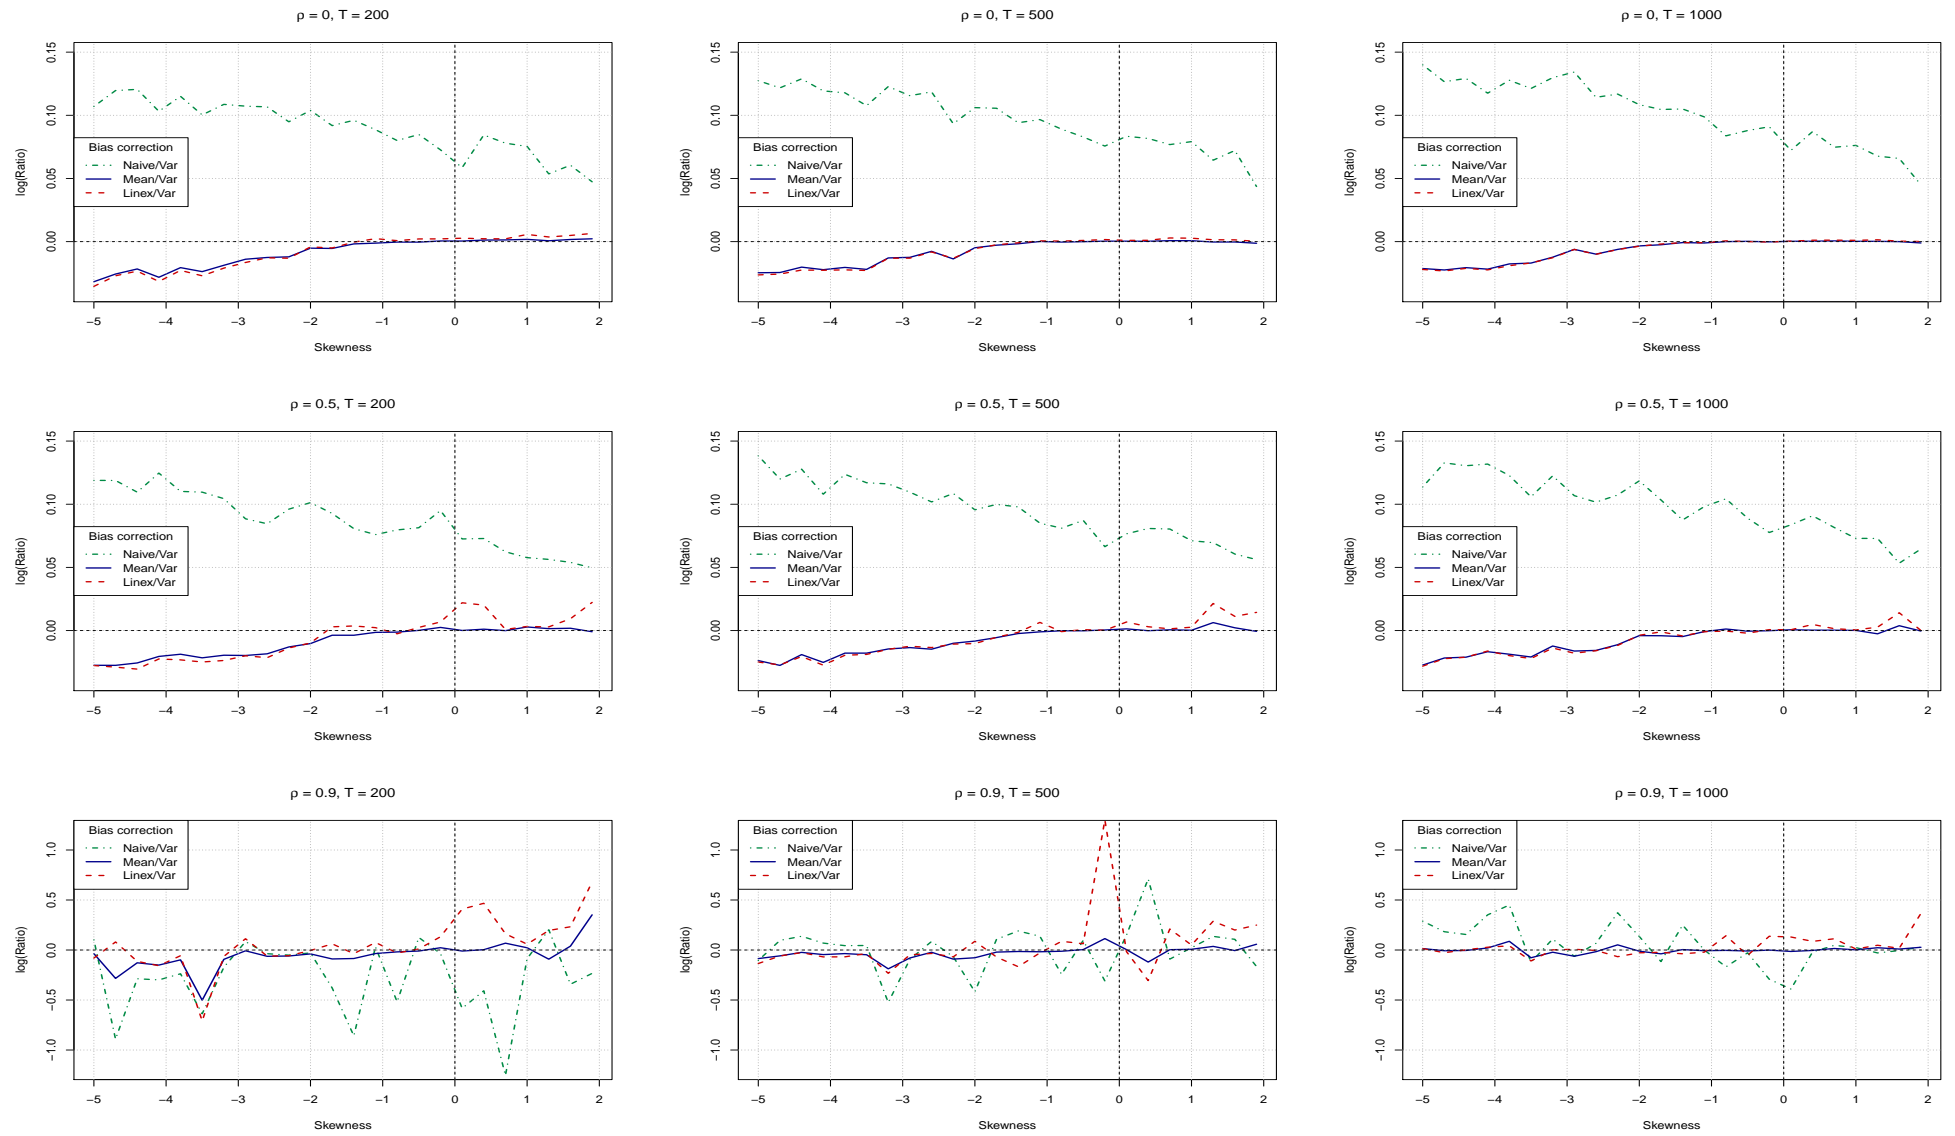 ρ = 0, T = 200
log(Ratio)
0.00 0.05 0.10 0.15
Bias correction
Naive/Var
Mean/Var
Linex/Var
−5 −4 −3 −2 −1 0 1 2
Skewness
ρ = 0, T = 500
log(Ratio)
0.00 0.05 0.10 0.15
Bias correction
Naive/Var
Mean/Var
Linex/Var
−5 −4 −3 −2 −1 0 1 2
Skewness
ρ = 0, T = 1000
log(Ratio)
0.00 0.05 0.10 0.15
Bias correction
Naive/Var
Mean/Var
Linex/Var
−5 −4 −3 −2 −1 0 1 2
Skewness
ρ = 0.5, T = 200
log(Ratio)
0.00 0.05 0.10 0.15
Bias correction
Naive/Var
Mean/Var
Linex/Var
−5 −4 −3 −2 −1 0 1 2
Skewness
ρ = 0.5, T = 500
log(Ratio)
0.00 0.05 0.10 0.15
Bias correction
Naive/Var
Mean/Var
Linex/Var
−5 −4 −3 −2 −1 0 1 2
Skewness
ρ = 0.5, T = 1000
log(Ratio)
0.00 0.05 0.10 0.15
Bias correction
Naive/Var
Mean/Var
Linex/Var
−5 −4 −3 −2 −1 0 1 2
Skewness
ρ = 0.9, T = 200
log(Ratio)
−1.0 −0.5 0.0 0.5 1.0
Bias correction
Naive/Var
Mean/Var
Linex/Var
−5 −4 −3 −2 −1 0 1 2
Skewness
ρ = 0.9, T = 500
log(Ratio)
−1.0 −0.5 0.0 0.5 1.0
Bias correction
Naive/Var
Mean/Var
Linex/Var
−5 −4 −3 −2 −1 0 1 2
Skewness
ρ = 0.9, T = 1000
log(Ratio)
−1.0 −0.5 0.0 0.5 1.0
Bias correction
Naive/Var
Mean/Var
Linex/Var
−5 −4 −3 −2 −1 0 1 2
Skewness